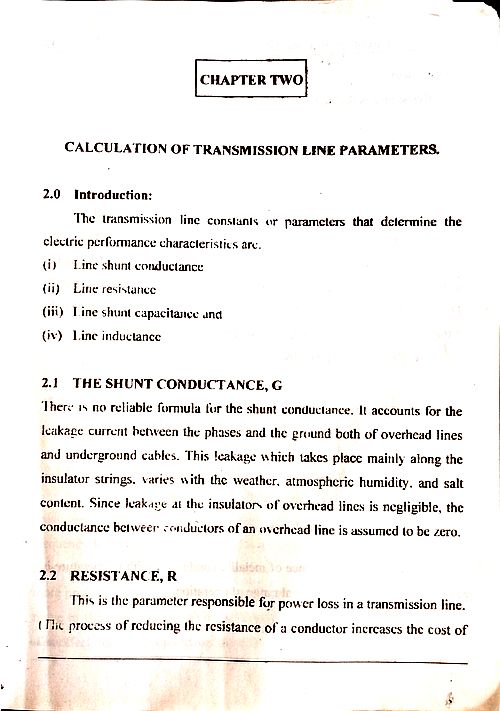 CHAPTER TWO
CALCULATION OF TRANSMISSION LINE PARAMETERS.
2.0 Introduction:
The transmission line constants or parameters that determine the
electric performance characteristics are.
(i) Line shunt conductance
(ii) Line resistance
(iii) Line shunt capacitance and
(iv) Line inductance
2.1 THE SHUNT CONDUCTANCE, G
There is no reliable formula for the shunt conductance. It accounts for the
leakage current between the phases and the ground both of overhead lines
and underground cables. This leakage which takes place mainly along the
insulator strings, varies with the weather, atmospheric humidity, and salt
content. Since leakage at the insulators of overhead lines is negligible, the
conductance between conductors of an overhead line is assumed to be zero.
2.2 RESISTANCE, R
This is the parameter responsible for power loss in a transmission line.
(The process of reducing the resistance of a conductor increases the cost of